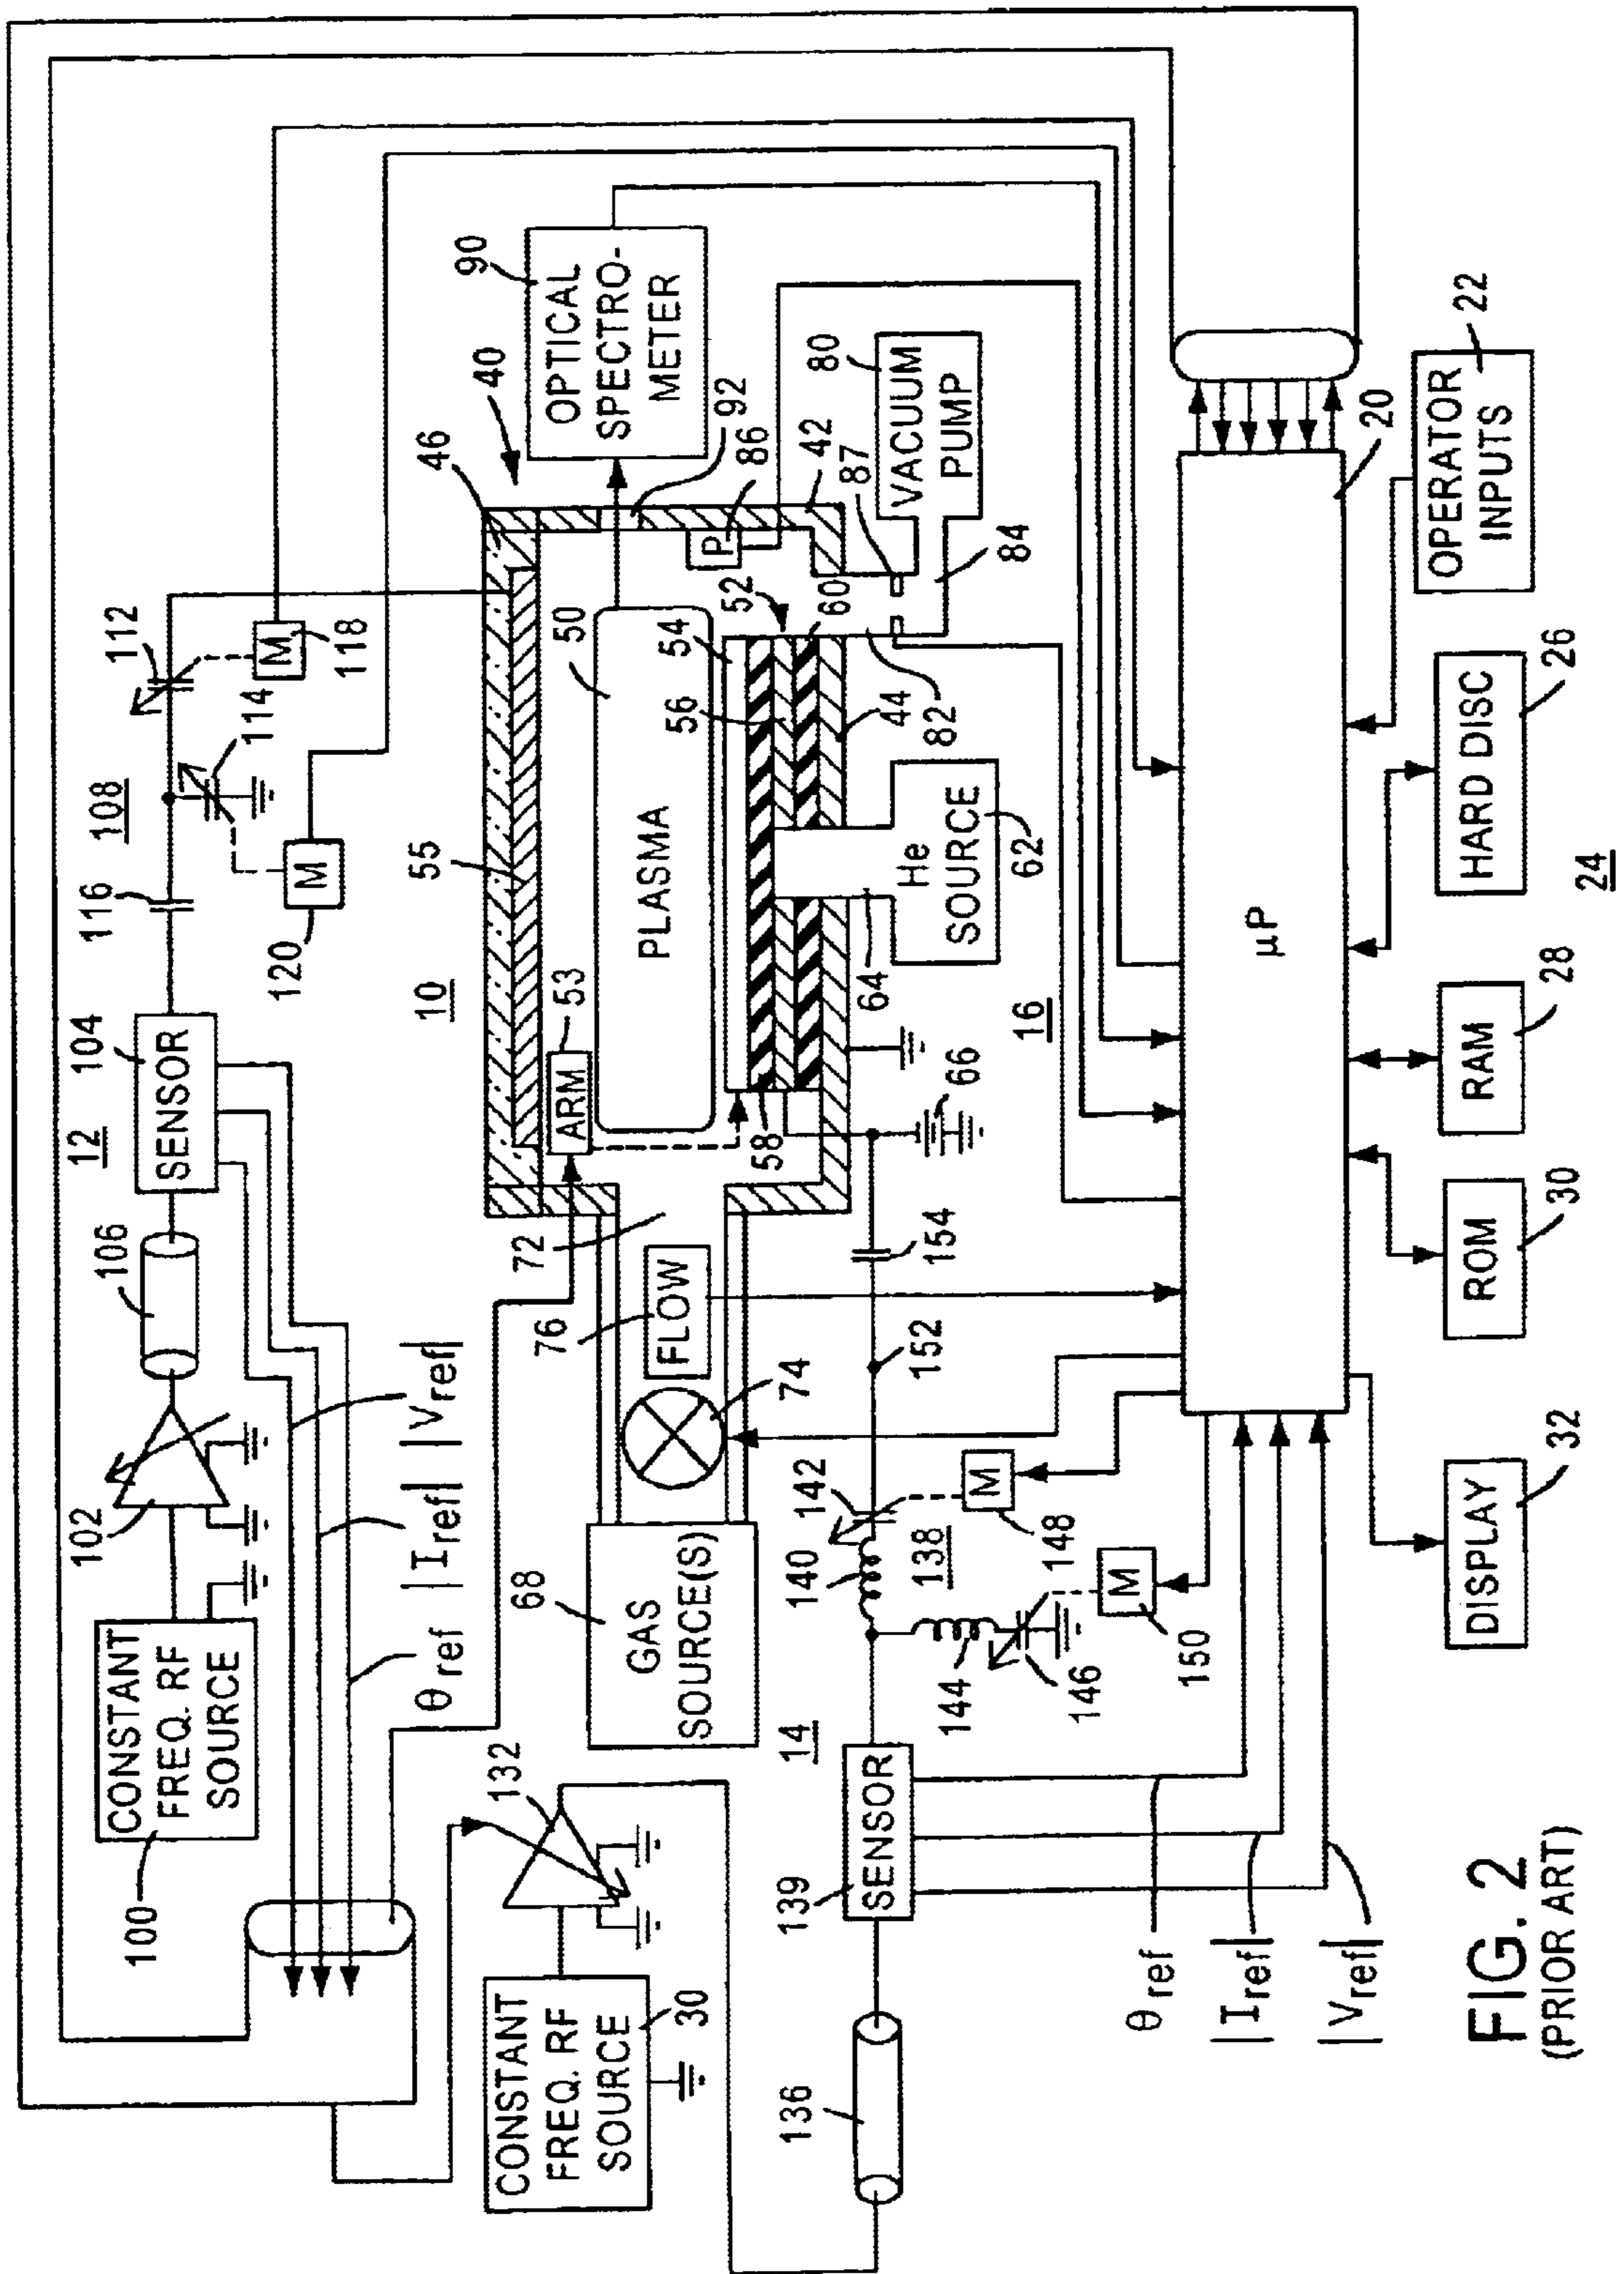 100
CONSTANT
FREQ. RF
SOURCE
102
106
12
104
SENSOR
116
108
112
114
M
118
M
120
θref
|Iref|
|Vref|
132
CONSTANT
FREQ. RF
SOURCE
30
136
10
46
40
55
ARM
53
50
PLASMA
54
56
52
60
58
44
42
P
86
92
90
OPTICAL
SPECTRO-
METER
80
VACUUM
PUMP
87
84
82
He
SOURCE
62
64
66
16
68
GAS
SOURCE(S)
72
76
FLOW
74
14
139
SENSOR
140
142
138
144
146
M
148
M
150
152
154
θref
|Iref|
|Vref|
μP
20
OPERATOR
INPUTS
22
HARD DISC
26
24
RAM
28
ROM
30
DISPLAY
32
FIG. 2
(PRIOR ART)